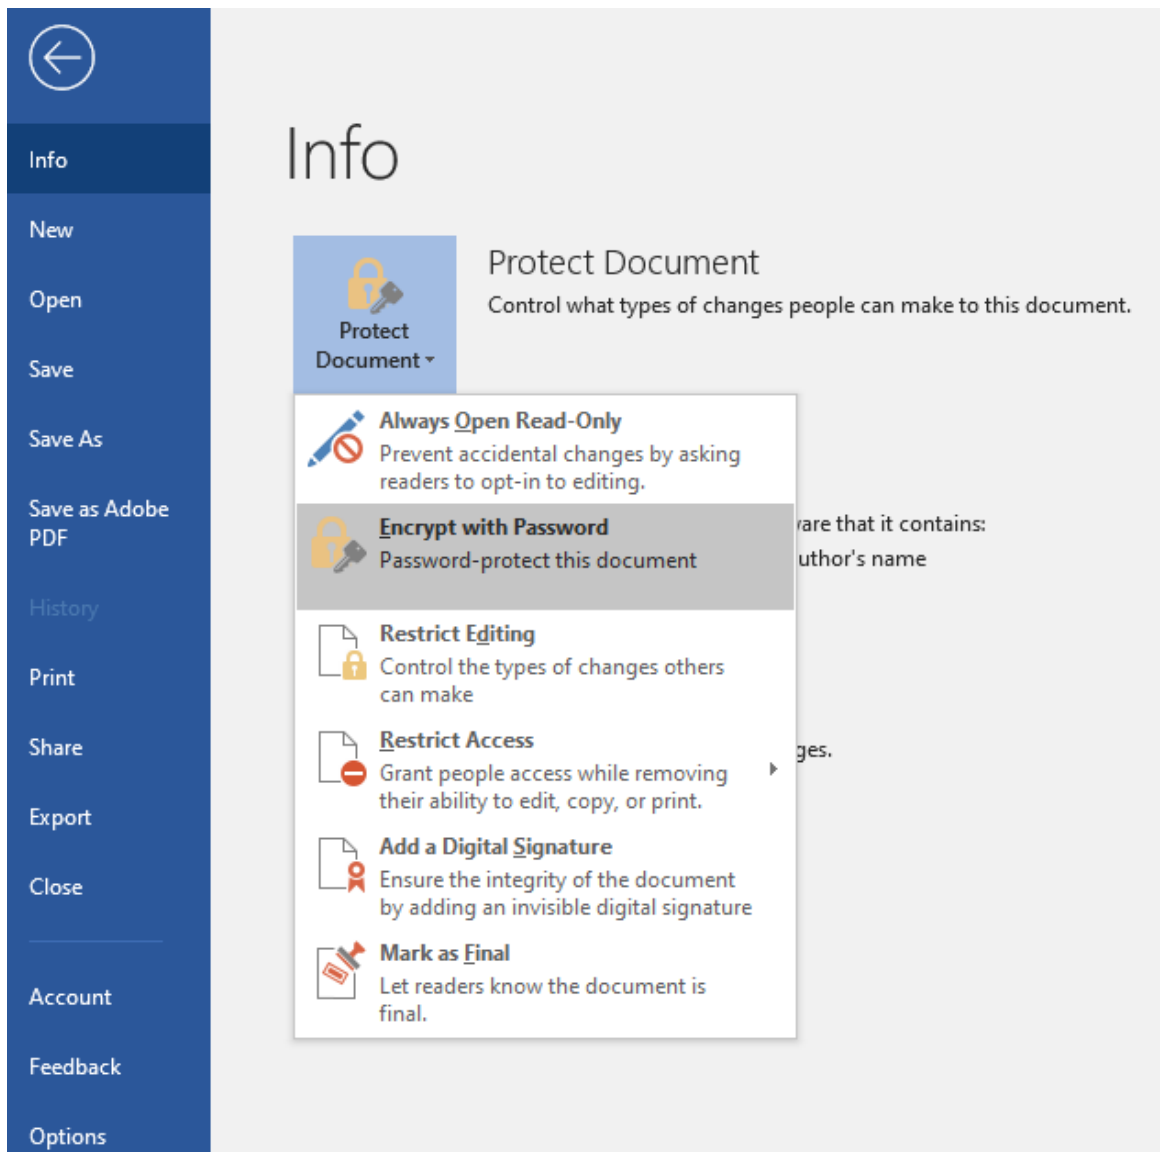 Info
New
Open
Save
Save As
Save as Adobe
PDF
History
Print
Share
Export
Close
Account
Feedback
Options
Info
Protect
Document
Protect Document
Control what types of changes people can make to this document.
Always Open Read-Only
Prevent accidental changes by asking
readers to opt-in to editing.
Encrypt with Password
Password-protect this document
that it contains:
name
Restrict Editing
Control the types of changes others
can make
Restrict Access
Grant people access while removing
their ability to edit, copy, or print.
Add a Digital Signature
Ensure the integrity of the document
by adding an invisible digital signature
Mark as Final
Let readers know the document is
final.